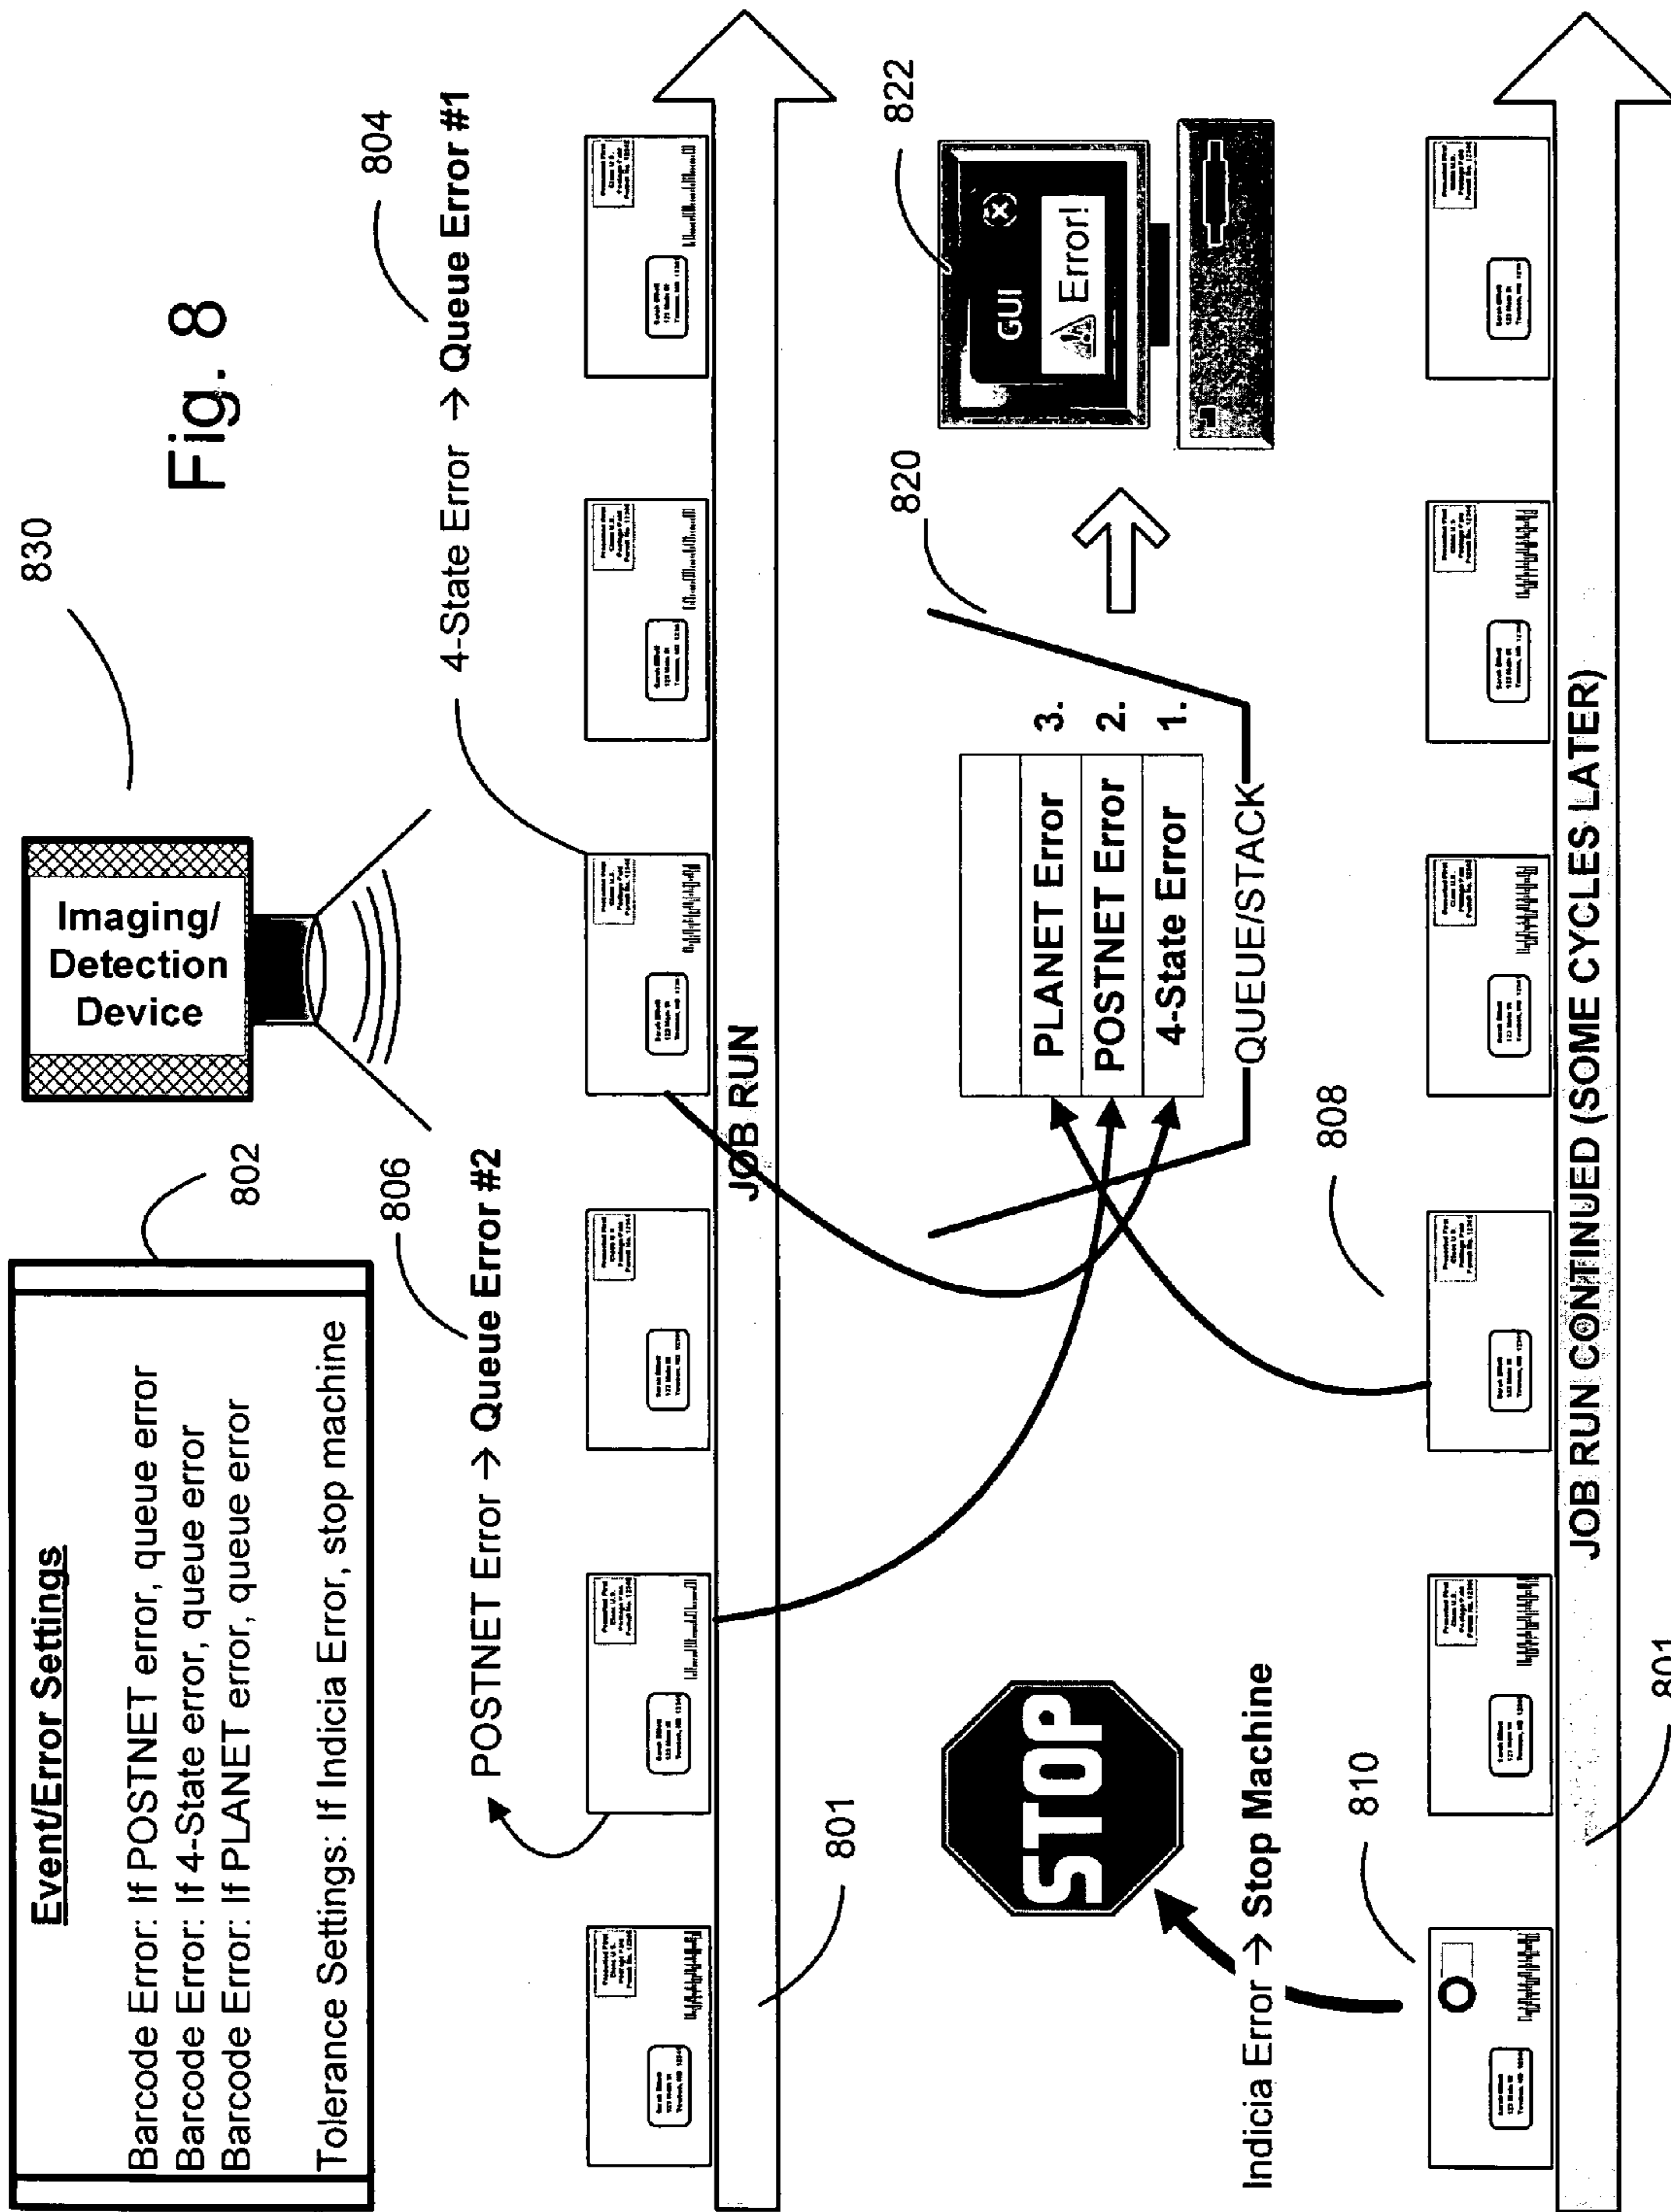 Fig. 8
Event/Error Settings
Barcode Error: If POSTNET error, queue error
Barcode Error: If 4-State error, queue error
Barcode Error: If PLANET error, queue error
Tolerance Settings: If Indicia Error, stop machine
802
Imaging/
Detection
Device
830
806
POSTNET Error → Queue Error #2
4-State Error → Queue Error #1
804
JOB RUN
801
STOP
Indicia Error → Stop Machine
810
PLANET Error 3.
POSTNET Error 2.
4-State Error 1.
QUEUE/STACK
820
GUI
Error!
822
808
JOB RUN CONTINUED (SOME CYCLES LATER)
801